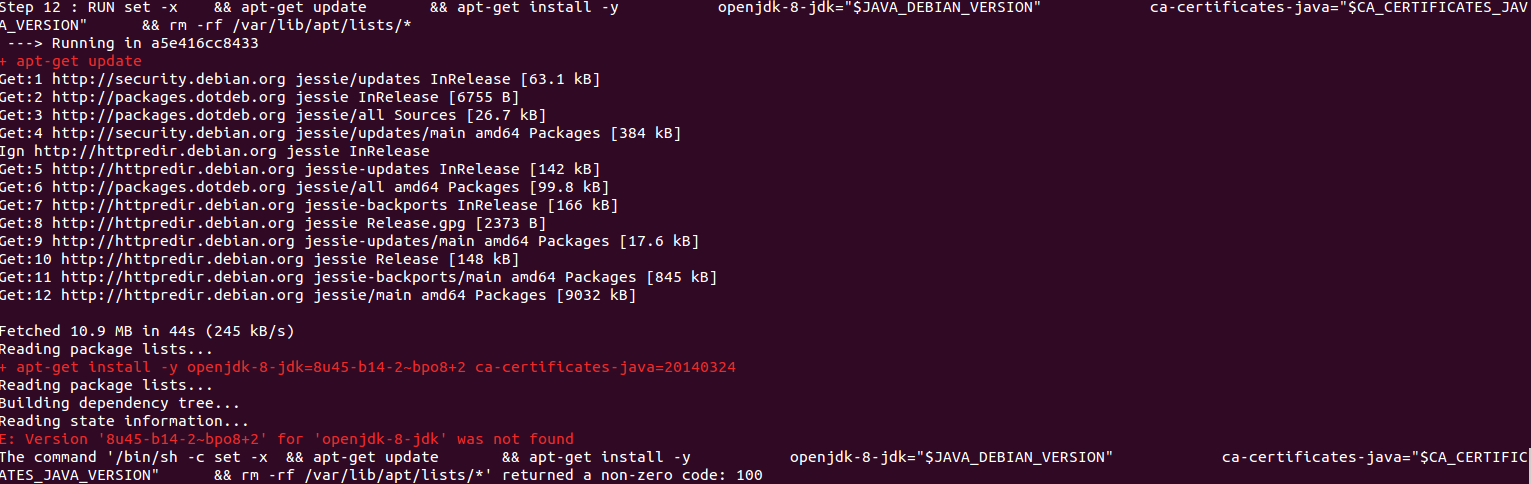 Step 12 : RUN set -x    && apt-get update       && apt-get install -y           openjdk-8-jdk="$JAVA_DEBIAN_VERSION"            ca-certificates-java="$CA_CERTIFICATES_JAV
A_VERSION"      && rm -rf /var/lib/apt/lists/*
 ---> Running in a5e416cc8433
+ apt-get update
Get:1 http://security.debian.org jessie/updates InRelease [63.1 kB]
Get:2 http://packages.dotdeb.org jessie InRelease [6755 B]
Get:3 http://packages.dotdeb.org jessie/all Sources [26.7 kB]
Get:4 http://security.debian.org jessie/updates/main amd64 Packages [384 kB]
Ign http://httpredir.debian.org jessie InRelease
Get:5 http://httpredir.debian.org jessie-updates InRelease [142 kB]
Get:6 http://packages.dotdeb.org jessie/all amd64 Packages [99.8 kB]
Get:7 http://httpredir.debian.org jessie-backports InRelease [166 kB]
Get:8 http://httpredir.debian.org jessie Release.gpg [2373 B]
Get:9 http://httpredir.debian.org jessie-updates/main amd64 Packages [17.6 kB]
Get:10 http://httpredir.debian.org jessie Release [148 kB]
Get:11 http://httpredir.debian.org jessie-backports/main amd64 Packages [845 kB]
Get:12 http://httpredir.debian.org jessie/main amd64 Packages [9032 kB]
Fetched 10.9 MB in 44s (245 kB/s)
Reading package lists...
+ apt-get install -y openjdk-8-jdk=8u45-b14-2~bpo8+2 ca-certificates-java=20140324
Reading package lists...
Building dependency tree...
Reading state information...
E: Version '8u45-b14-2~bpo8+2' for 'openjdk-8-jdk' was not found
The command '/bin/sh -c set -x  && apt-get update       && apt-get install -y           openjdk-8-jdk="$JAVA_DEBIAN_VERSION"            ca-certificates-java="$CA_CERTIFIC
ATES_JAVA_VERSION"      && rm -rf /var/lib/apt/lists/*' returned a non-zero code: 100